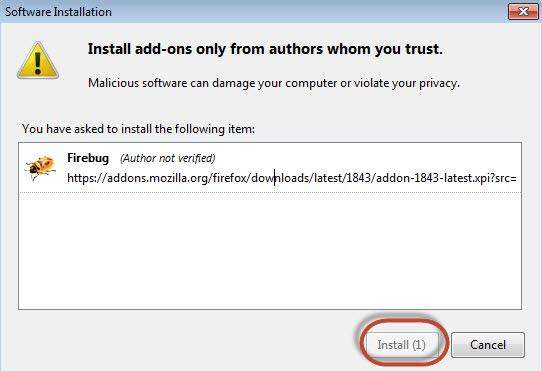 Software Installation
Install add-ons only from authors whom you trust.
Malicious software can damage your computer or violate your privacy.
You have asked to install the following item:
Firebug (Author not verified)
https://addons.mozilla.org/firefox/downloads/latest/1843/addon-1843-latest.xpi?src=
Install (1) Cancel